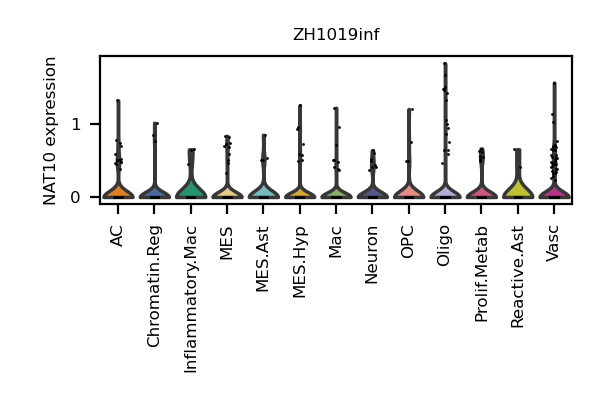 ZH1019inf
NAT10 expression
1
0
AC
Chromatin.Reg
Inflammatory.Mac
MES
MES.Ast
MES.Hyp
Mac
Neuron
OPC
Oligo
Prolif.Metab
Reactive.Ast
Vasc